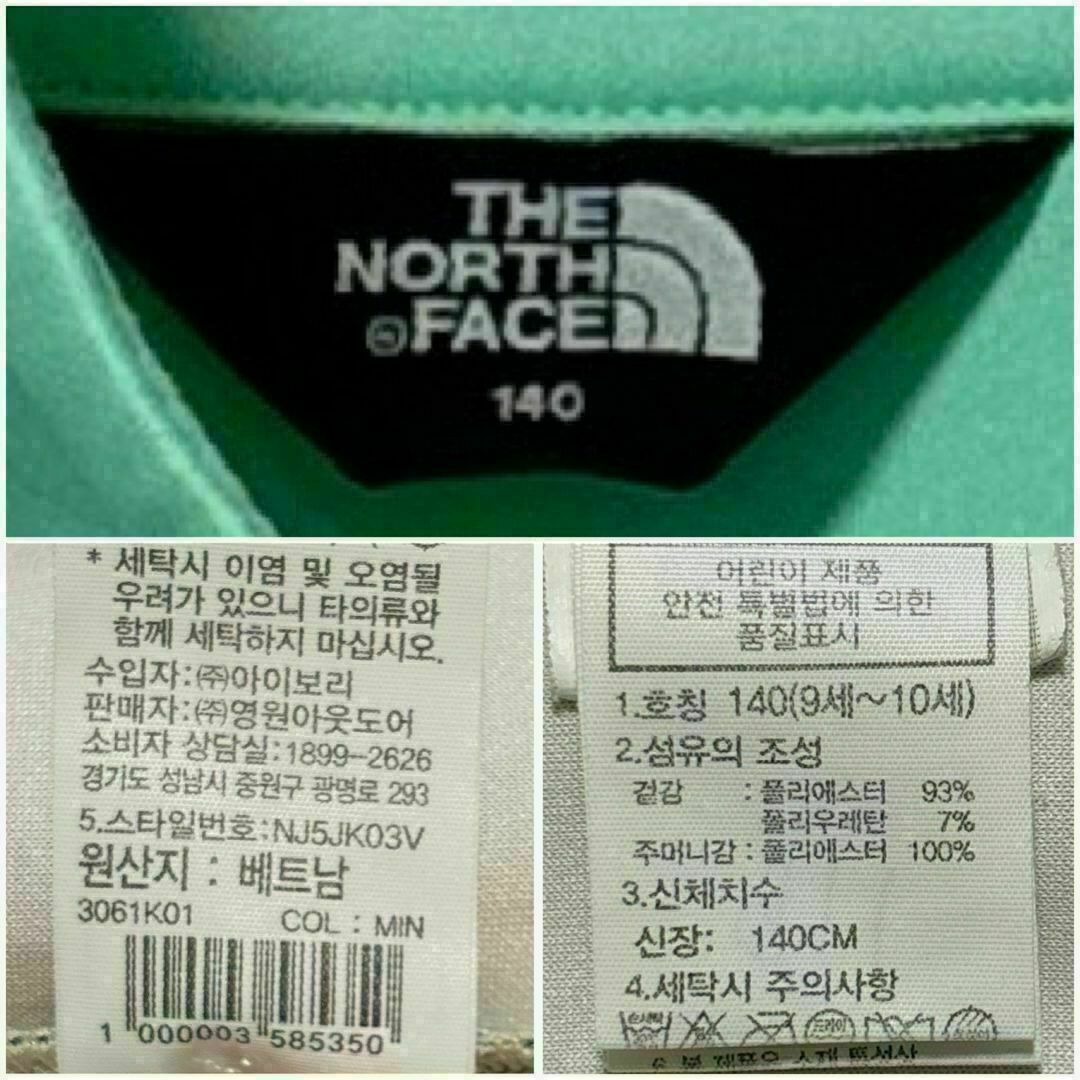 THE
NORTH
FACE
140
* 세탁시 이염 및 오염될
우려가 있으니 타의류와
함께 세탁하지 마십시오.
수입자:㈜아이보리
판매자:㈜영원아웃도어
소비자 상담실:1899-2626
경기도 성남시 중원구 광명로 293
5.스타일번호:NJ5JK03V
원산지 : 베트남
3061K01 COL : MIN
1 000003 585350
어린이 제품
안전 특별법에 의한
품질표시
1.호칭 140(9세~10세)
2.섬유의 조성
겉감 : 폴리에스터 93%
폴리우레탄 7%
주머니감 : 폴리에스터 100%
3.신체치수
신장: 140CM
4.세탁시 주의사항
드라이